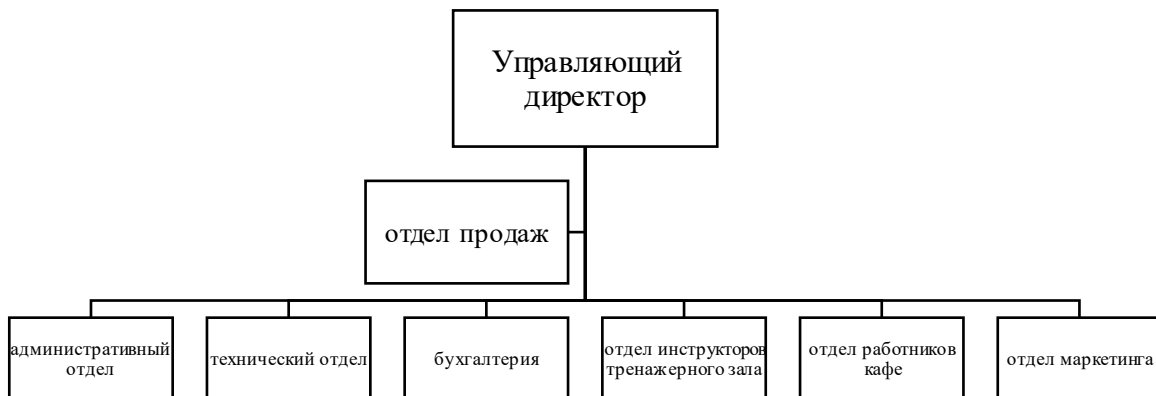 Управляющий
директор
отдел продаж
административный
отдел
технический отдел
бухгалтерия
отдел инструкторов
тренажерного зала
отдел работников
кафе
отдел маркетинга